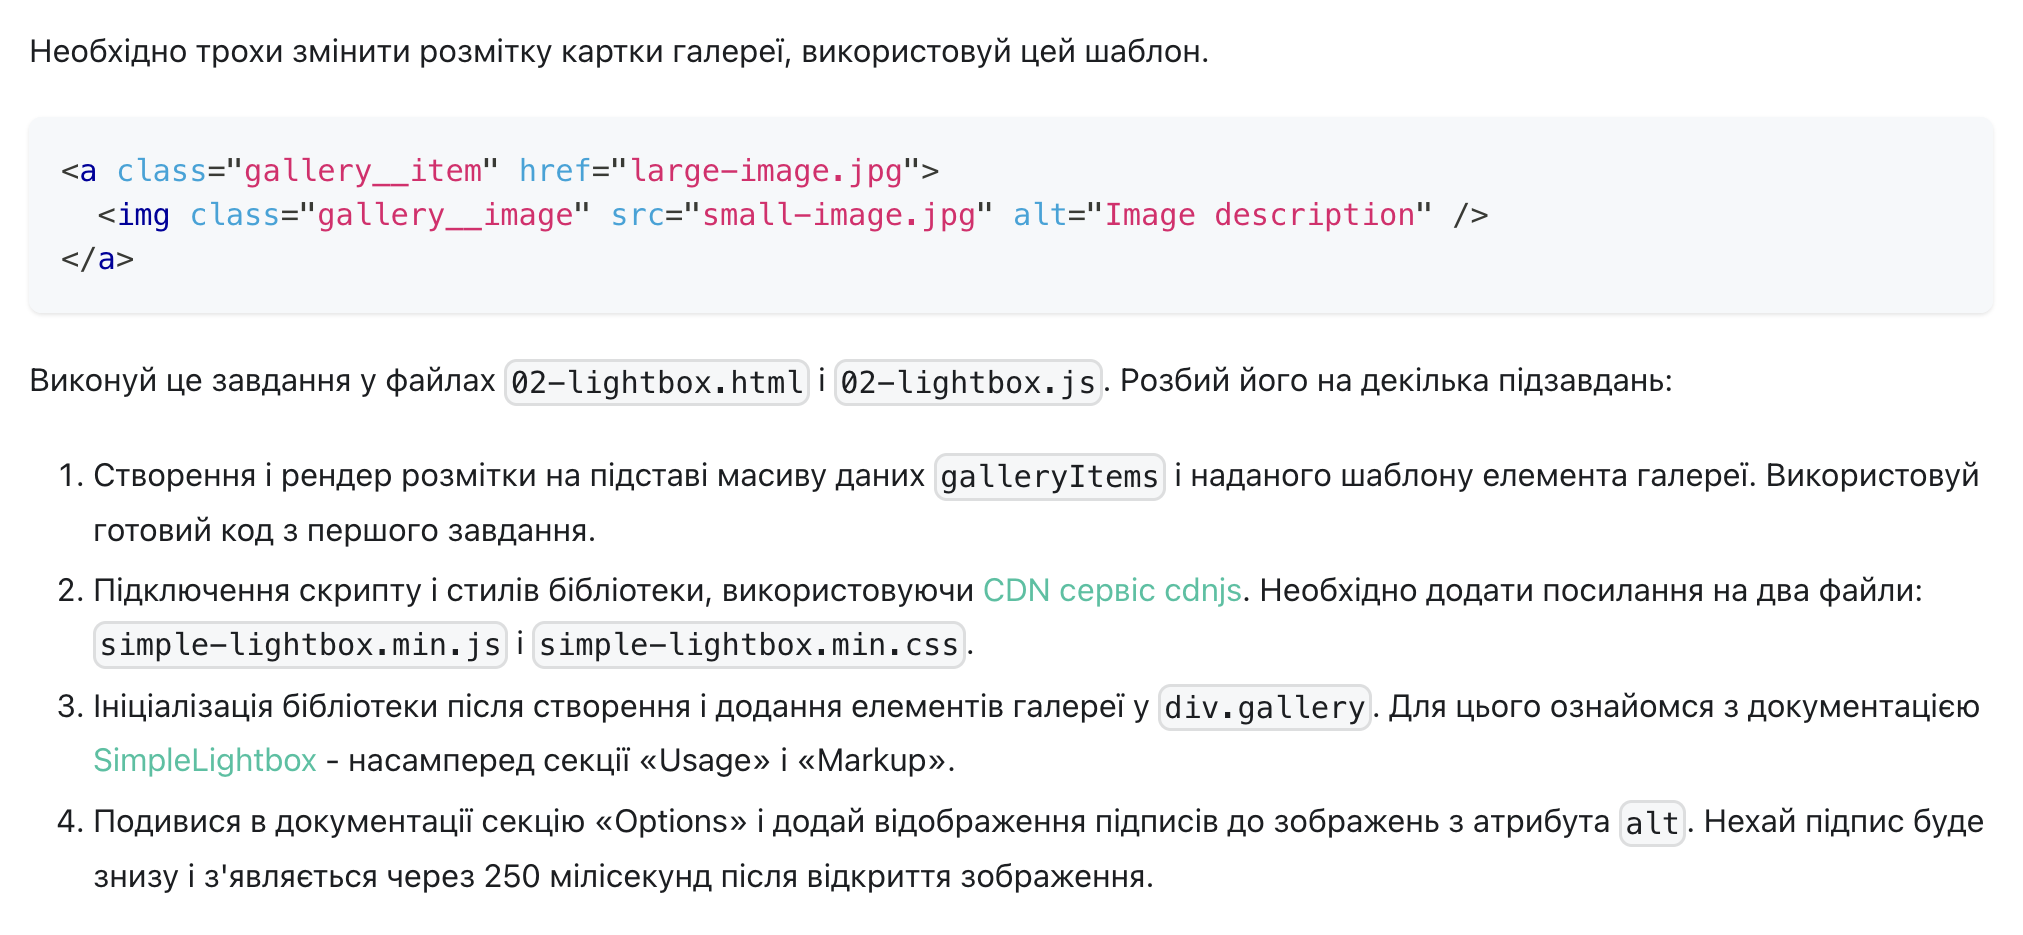 Необхідно трохи змінити розмітку картки галереї, використовуй цей шаблон.
<a class="gallery__item" href="large-image.jpg">
  <img class="gallery__image" src="small-image.jpg" alt="Image description" />
</a>
Виконуй це завдання у файлах 02-lightbox.html і 02-lightbox.js. Розбий його на декілька підзавдань:
1. Створення і рендер розмітки на підставі масиву даних galleryItems і наданого шаблону елемента галереї. Використовуй
готовий код з першого завдання.
2. Підключення скрипту і стилів бібліотеки, використовуючи CDN сервіс cdnjs. Необхідно додати посилання на два файли:
simple-lightbox.min.js і simple-lightbox.min.css.
3. Ініціалізація бібліотеки після створення і додання елементів галереї у div.gallery. Для цього ознайомся з документацією
SimpleLightbox - насамперед секції «Usage» і «Markup».
4. Подивися в документації секцію «Options» і додай відображення підписів до зображень з атрибута alt. Нехай підпис буде
знизу і з'являється через 250 мілісекунд після відкриття зображення.